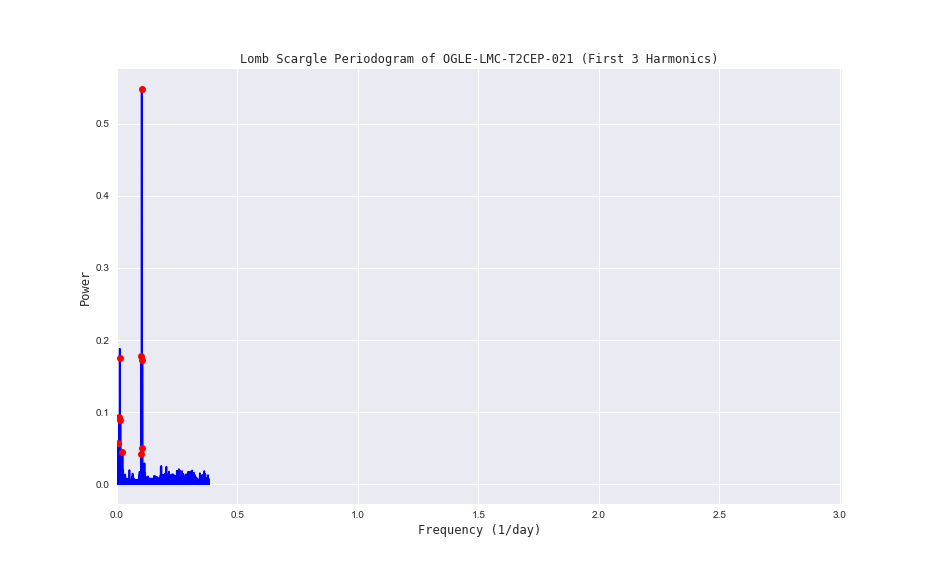 Lomb Scargle Periodogram of OGLE-LMC-T2CEP-021 (First 3 Harmonics)
0.5
0.4
0.3
0.2
0.1
0.0
Power
0.0 0.5 1.0 1.5 2.0 2.5 3.0
Frequency (1/day)